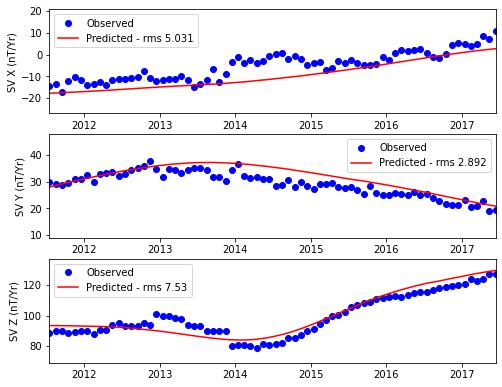 20
10
0
−10
−20
SV X (nT/Yr)
Observed
Predicted - rms 5.031
2012 2013 2014 2015 2016 2017
40
30
20
10
SV Y (nT/Yr)
Observed
Predicted - rms 2.892
2012 2013 2014 2015 2016 2017
120
100
80
SV Z (nT/Yr)
Observed
Predicted - rms 7.53
2012 2013 2014 2015 2016 2017